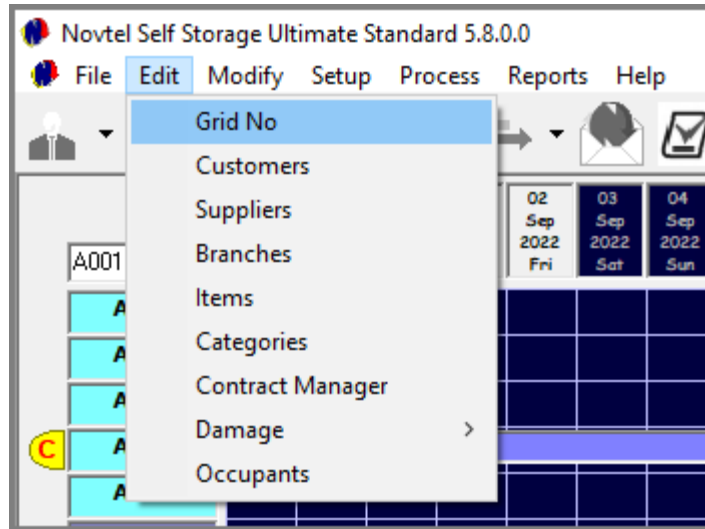 Novtel Self Storage Ultimate Standard 5.8.0.0
File Edit Modify Setup Process Reports Help
Grid No
Customers
Suppliers
Branches
Items
Categories
Contract Manager
Damage
Occupants
02 Sep 2022 Fri
03 Sep 2022 Sat
04 Sep 2022 Sun
A001
A
A
A
C A
A